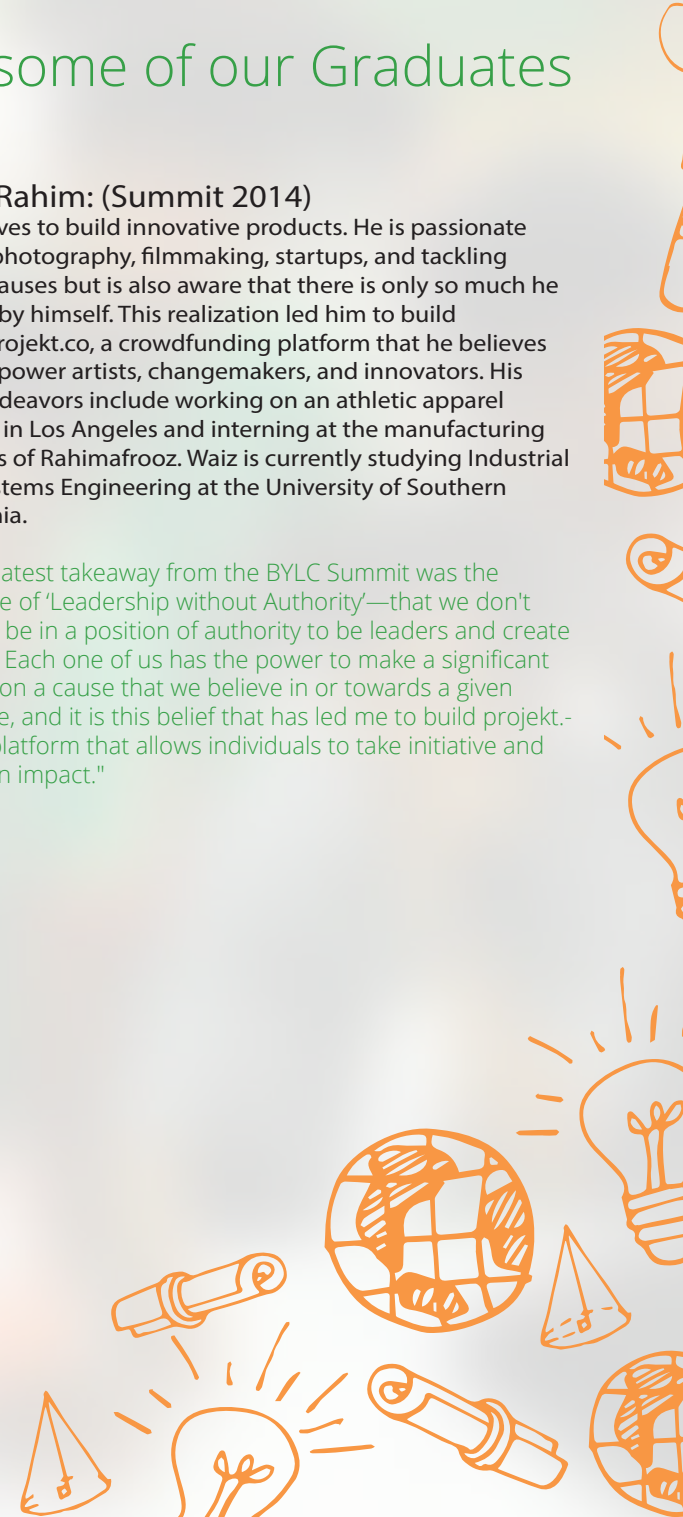 some of our Graduates
Rahim: (Summit 2014)
ves to build innovative products. He is passionate
photography, filmmaking, startups, and tackling
auses but is also aware that there is only so much he
by himself. This realization led him to build
rojekt.co, a crowdfunding platform that he believes
power artists, changemakers, and innovators. His
deavors include working on an athletic apparel
in Los Angeles and interning at the manufacturing
s of Rahimafrooz. Waiz is currently studying Industrial
stems Engineering at the University of Southern
nia.
atest takeaway from the BYLC Summit was the
e of ‘Leadership without Authority’—that we don't
be in a position of authority to be leaders and create
Each one of us has the power to make a significant
on a cause that we believe in or towards a given
e, and it is this belief that has led me to build projekt.-
platform that allows individuals to take initiative and
n impact."